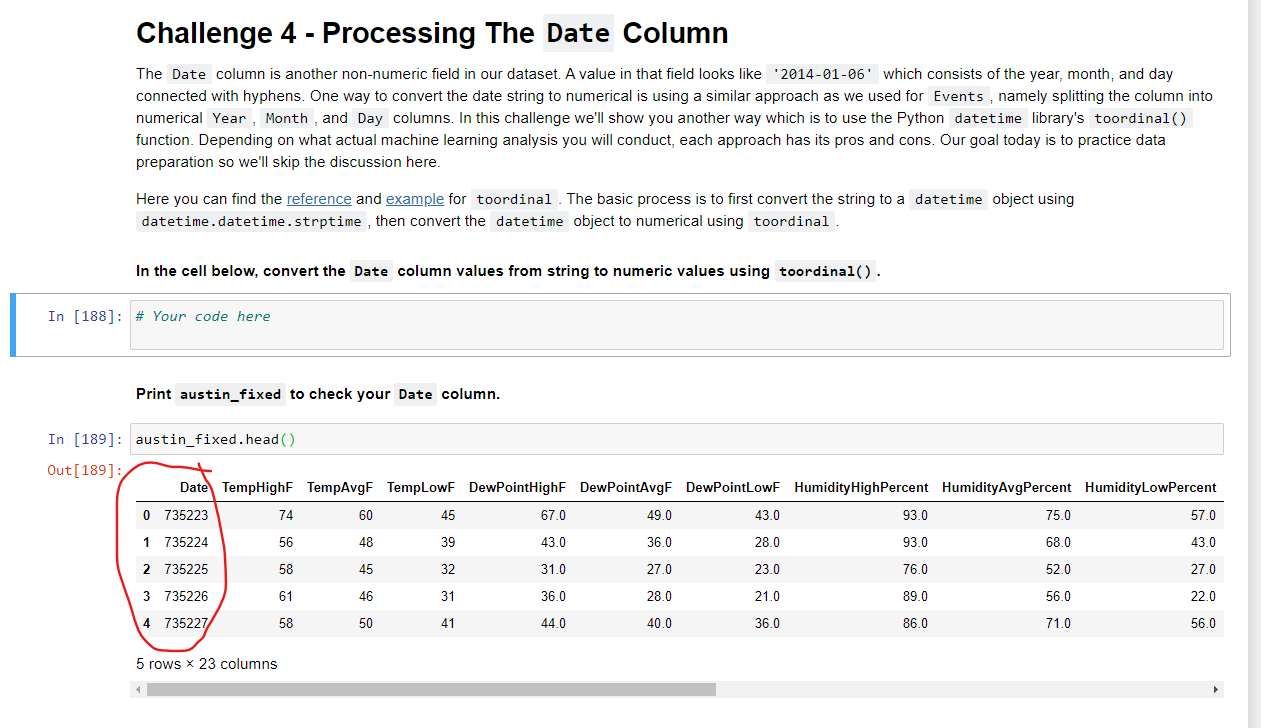 Challenge 4 - Processing The Date Column
The Date column is another non-numeric field in our dataset. A value in that field looks like '2014-01-06' which consists of the year, month, and day
connected with hyphens. One way to convert the date string to numerical is using a similar approach as we used for Events , namely splitting the column into
numerical Year , Month , and Day columns. In this challenge we'll show you another way which is to use the Python datetime library's toordinal()
function. Depending on what actual machine learning analysis you will conduct, each approach has its pros and cons. Our goal today is to practice data
preparation so we'll skip the discussion here.
Here you can find the reference and example for toordinal . The basic process is to first convert the string to a datetime object using
datetime.datetime.strptime , then convert the datetime object to numerical using toordinal .
In the cell below, convert the Date column values from string to numeric values using toordinal() .
In [188]: # Your code here
Print austin_fixed to check your Date column.
In [189]: austin_fixed.head()
Out[189]:
Date TempHighF TempAvgF TempLowF DewPointHighF DewPointAvgF DewPointLowF HumidityHighPercent HumidityAvgPercent HumidityLowPercent
0 735223 74 60 45 67.0 49.0 43.0 93.0 75.0 57.0
1 735224 56 48 39 43.0 36.0 28.0 93.0 68.0 43.0
2 735225 58 45 32 31.0 27.0 23.0 76.0 52.0 27.0
3 735226 61 46 31 36.0 28.0 21.0 89.0 56.0 22.0
4 735227 58 50 41 44.0 40.0 36.0 86.0 71.0 56.0
5 rows × 23 columns